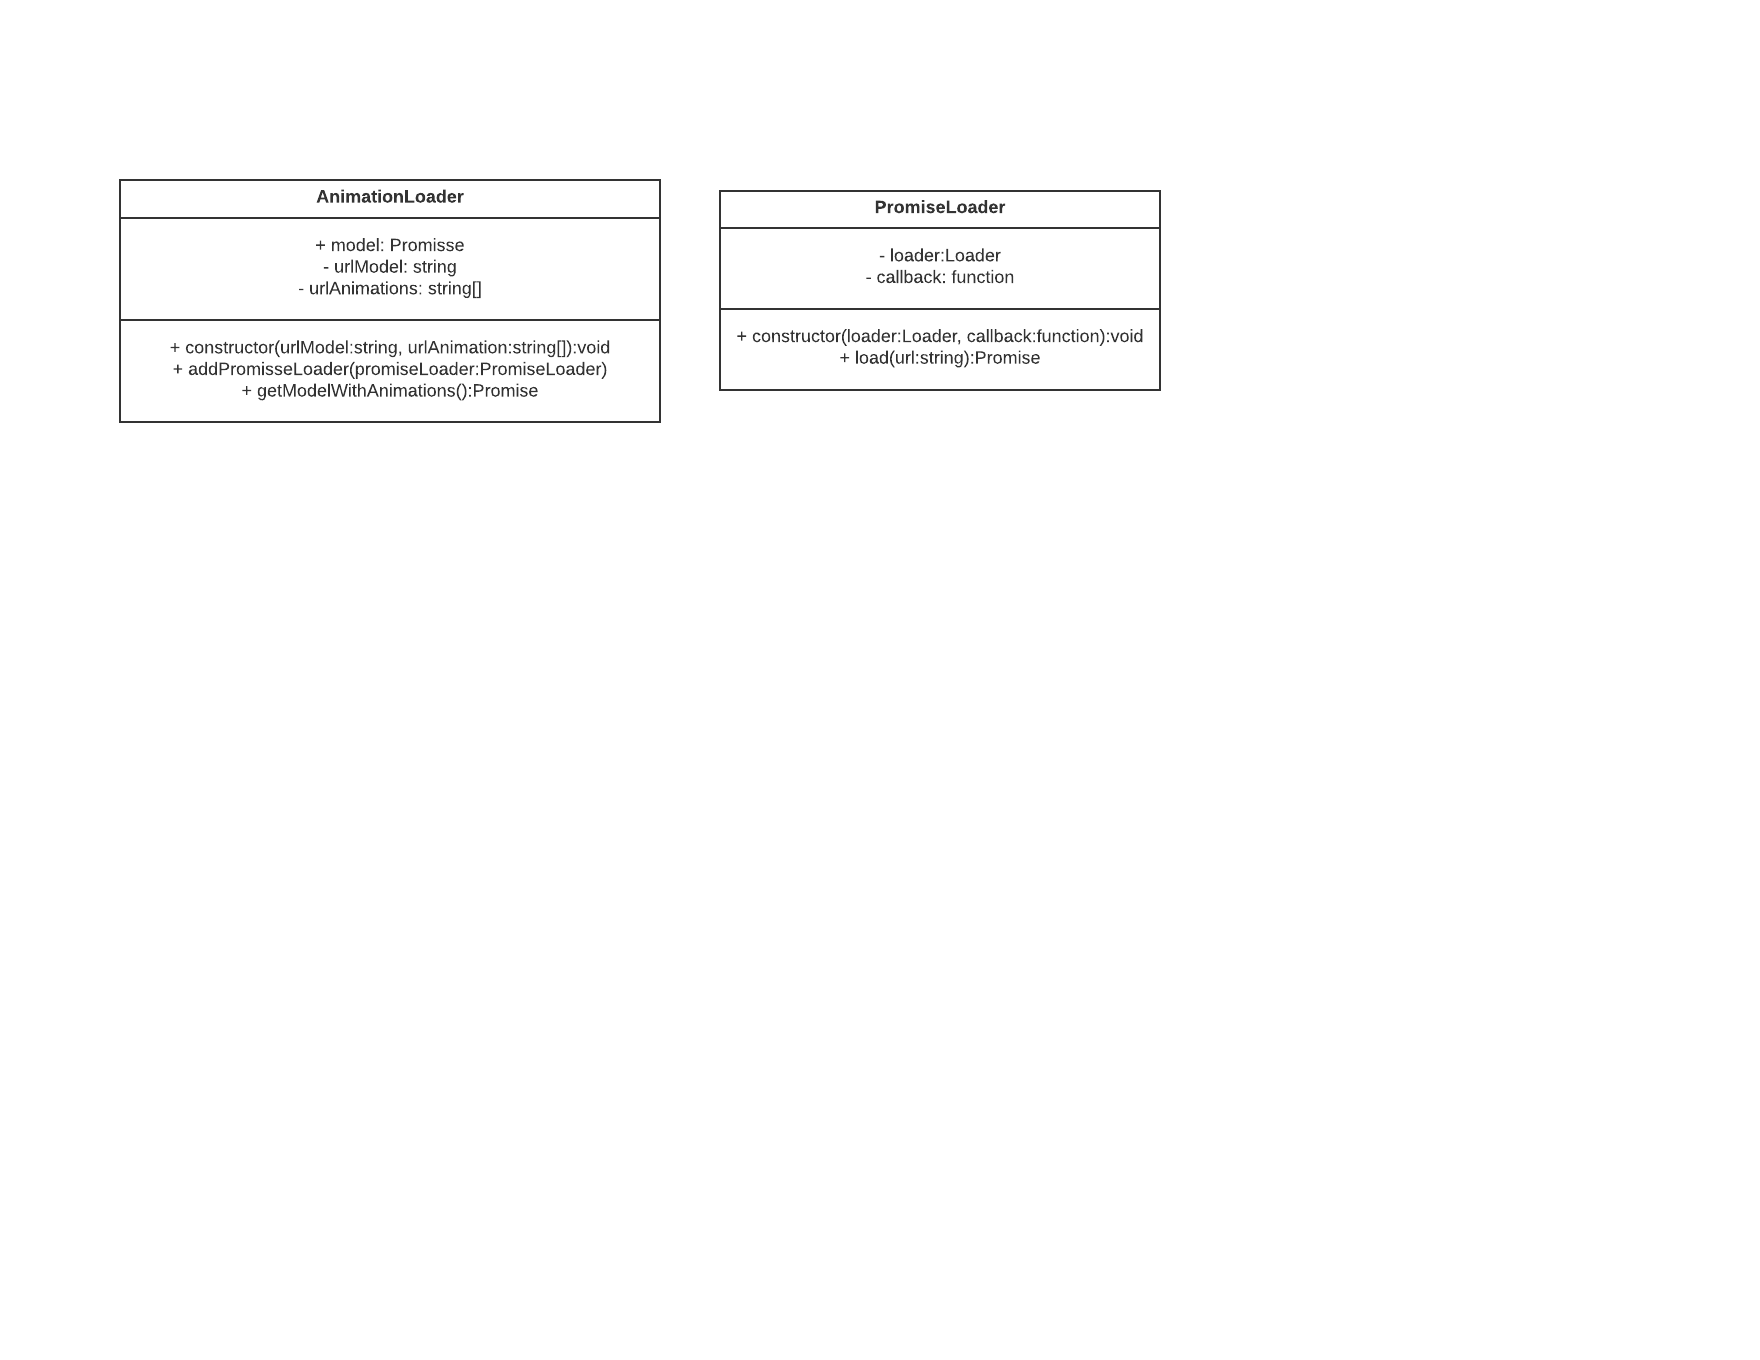 AnimationLoader
+ model: Promisse
- urlModel: string
- urlAnimations: string[]
+ constructor(urlModel:string, urlAnimation:string[]):void
+ addPromisseLoader(promiseLoader:PromiseLoader)
+ getModelWithAnimations():Promise
PromiseLoader
- loader:Loader
- callback: function
+ constructor(loader:Loader, callback:function):void
+ load(url:string):Promise